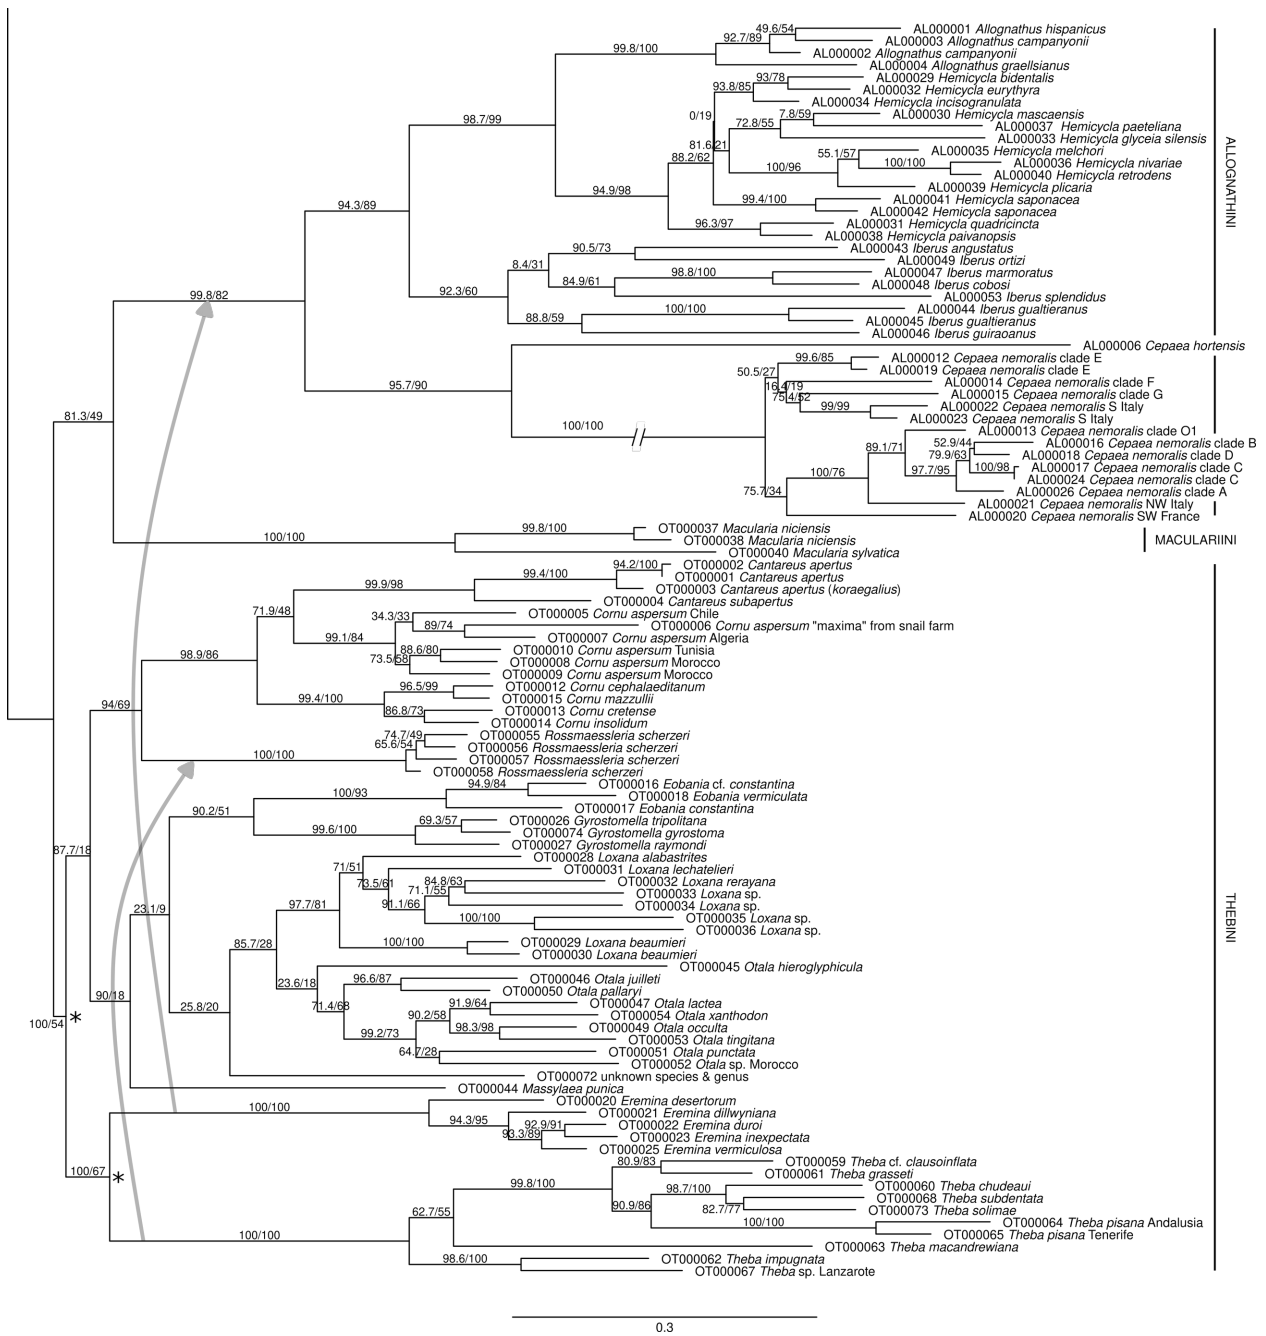 49.6/54
AL000001 Allognathus hispanicus
92.7/89
AL000003 Allognathus campanyonii
99.8/100
AL000002 Allognathus campanyonii
AL000004 Allognathus graellsianus
93/78
AL000029 Hemicycla bidentalis
93.8/85
AL000032 Hemicycla eurythyra
AL000034 Hemicycla incisogranulata
0/19
7.8/59
AL000030 Hemicycla mascaensis
98.7/99
72.8/55
AL000037 Hemicycla paeteliana
AL000033 Hemicycla glyceia silensis
81.6/21
88.2/62
55.1/57
AL000035 Hemicycla melchori
100/96
100/100
AL000036 Hemicycla nivariae
AL000040 Hemicycla retrodens
94.9/98
AL000039 Hemicycla plicaria
99.4/100
AL000041 Hemicycla saponacea
94.3/89
AL000042 Hemicycla saponacea
96.3/97
AL000031 Hemicycla quadricincta
AL000038 Hemicycla paivanopsis
90.5/73
AL000043 Iberus angustatus
8.4/31
AL000049 Iberus ortizi
98.8/100
AL000047 Iberus marmoratus
84.9/61
AL000048 Iberus cobosi
92.3/60
AL000053 Iberus splendidus
99.8/82
100/100
AL000044 Iberus gualtieranus
88.8/59
AL000045 Iberus gualtieranus
AL000046 Iberus guiraoanus
ALLOGNATHINI
AL000006 Cepaea hortensis
99.6/85
AL000012 Cepaea nemoralis clade E
50.5/27
AL000019 Cepaea nemoralis clade E
95.7/90
16.4/19
AL000014 Cepaea nemoralis clade F
75.4/52
AL000015 Cepaea nemoralis clade G
99/99
AL000022 Cepaea nemoralis S Italy
AL000023 Cepaea nemoralis S Italy
81.3/49
100/100
AL000013 Cepaea nemoralis clade O1
52.9/44
AL000016 Cepaea nemoralis clade B
89.1/71
79.9/63
AL000018 Cepaea nemoralis clade D
100/98
AL000017 Cepaea nemoralis clade C
100/76
97.7/95
AL000024 Cepaea nemoralis clade C
75.7/34
AL000026 Cepaea nemoralis clade A
AL000021 Cepaea nemoralis NW Italy
AL000020 Cepaea nemoralis SW France
99.8/100
OT000037 Macularia niciensis
100/100
OT000038 Macularia niciensis
MACULARIINI
OT000040 Macularia sylvatica
94.2/100
OT000002 Cantareus apertus
99.4/100
OT000001 Cantareus apertus
99.9/98
OT000003 Cantareus apertus (koraegalius)
OT000004 Cantareus subapertus
71.9/48
34.3/33
OT000005 Cornu aspersum Chile
89/74
OT000006 Cornu aspersum "maxima" from snail farm
99.1/84
OT000007 Cornu aspersum Algeria
88.6/80
OT000010 Cornu aspersum Tunisia
98.9/86
73.5/58
OT000008 Cornu aspersum Morocco
OT000009 Cornu aspersum Morocco
96.5/99
OT000012 Cornu cephalaeditanum
99.4/100
OT000015 Cornu mazzullii
94/69
86.8/73
OT000013 Cornu cretense
OT000014 Cornu insolidum
74.7/49
OT000055 Rossmaessleria scherzeri
65.6/54
OT000056 Rossmaessleria scherzeri
100/100
OT000057 Rossmaessleria scherzeri
OT000058 Rossmaessleria scherzeri
94.9/84
OT000016 Eobania cf. constantina
100/93
OT000018 Eobania vermiculata
90.2/51
OT000017 Eobania constantina
69.3/57
OT000026 Gyrostomella tripolitana
99.6/100
OT000074 Gyrostomella gyrostoma
OT000027 Gyrostomella raymondi
87.7/18
OT000028 Loxana alabastrites
71/51
OT000031 Loxana lechatelieri
73.5/61
84.8/63
OT000032 Loxana rerayana
71.1/55
OT000033 Loxana sp.
91.1/66
OT000034 Loxana sp.
23.1/9
97.7/81
100/100
OT000035 Loxana sp.
OT000036 Loxana sp.
100/100
OT000029 Loxana beaumieri
85.7/28
OT000030 Loxana beaumieri
THEBINI
OT000045 Otala hieroglyphica
23.6/18
96.6/87
OT000046 Otala juilleti
OT000050 Otala pallaryi
90/18
25.8/20
71.4/68
91.9/64
OT000047 Otala lactea
90.2/58
OT000054 Otala xanthodon
100/54
*
98.3/98
OT000049 Otala occulta
99.2/73
OT000053 Otala tingitana
64.7/28
OT000051 Otala punctata
OT000052 Otala sp. Morocco
OT000072 unknown species & genus
OT000044 Massylaea punica
100/100
OT000020 Eremina desertorum
94.3/95
OT000021 Eremina dillwyniana
92.9/91
OT000022 Eremina duroi
93.3/89
OT000023 Eremina inexpectata
OT000025 Eremina vermiculosa
100/67
*
80.9/83
OT000059 Theba cf. clausoinflata
OT000061 Theba grasseti
99.8/100
98.7/100
OT000060 Theba chudeaui
90.9/86
OT000068 Theba subdentata
82.7/77
OT000073 Theba solimae
62.7/55
100/100
OT000064 Theba pisana Andalusia
OT000065 Theba pisana Tenerife
100/100
OT000063 Theba macandrewiana
98.6/100
OT000062 Theba impugnata
OT000067 Theba sp. Lanzarote
0.3